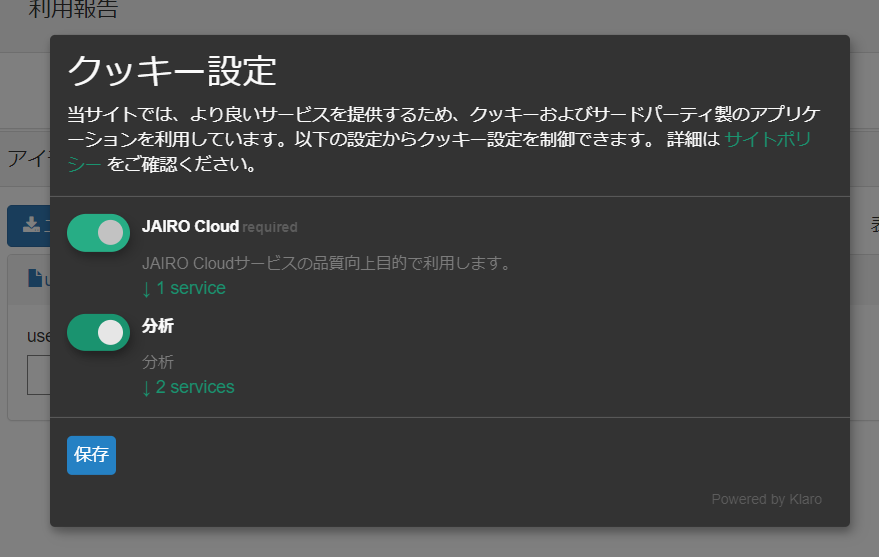 利用報告
クッキー設定
当サイトでは、より良いサービスを提供するため、クッキーおよびサードパーティ製のアプリケ
ーションを利用しています。以下の設定からクッキー設定を制御できます。 詳細は サイトポリ
シー をご確認ください。
アイ
JAIRO Cloud required
JAIRO Cloudサービスの品質向上目的で利用します。
↓ 1 service
分析
use
分析
↓ 2 services
保存
Powered by Klaro